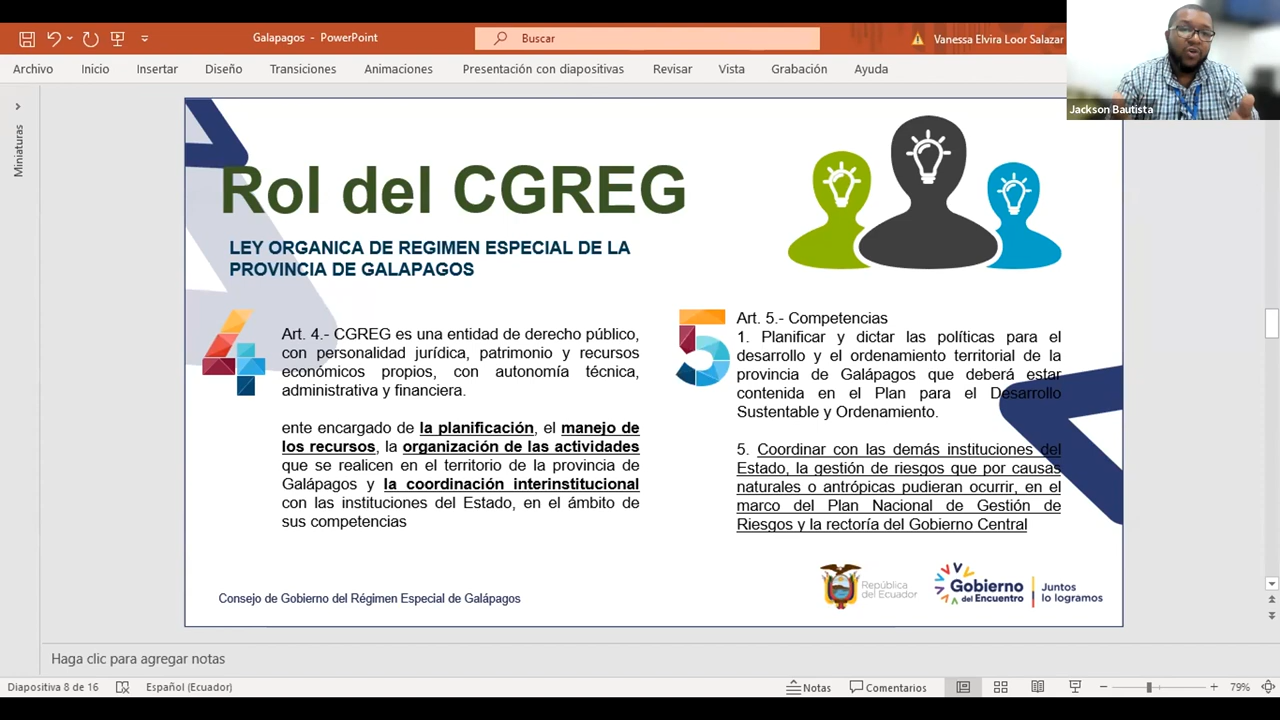 Galapagos - PowerPoint
Buscar
Vanessa Elvira Loor Salazar
Archivo
Inicio
Insertar
Diseño
Transiciones
Animaciones
Presentación con diapositivas
Revisar
Vista
Grabación
Ayuda
Jackson Bautista
Miniaturas
Rol del CGREG
LEY ORGANICA DE REGIMEN ESPECIAL DE LA
PROVINCIA DE GALAPAGOS
4
Art. 4.- CGREG es una entidad de derecho público,
con personalidad jurídica, patrimonio y recursos
económicos propios, con autonomía técnica,
administrativa y financiera.
ente encargado de la planificación, el manejo de
los recursos, la organización de las actividades
que se realicen en el territorio de la provincia de
Galápagos y la coordinación interinstitucional
con las instituciones del Estado, en el ámbito de
sus competencias
5
Art. 5.- Competencias
1. Planificar y dictar las políticas para el
desarrollo y el ordenamiento territorial de la
provincia de Galápagos que deberá estar
contenida en el Plan para el Desarrollo
Sustentable y Ordenamiento.
5. Coordinar con las demás instituciones del
Estado, la gestión de riesgos que por causas
naturales o antrópicas pudieran ocurrir, en el
marco del Plan Nacional de Gestión de
Riesgos y la rectoría del Gobierno Central
Consejo de Gobierno del Régimen Especial de Galápagos
República
del Ecuador
Gobierno
del Encuentro
Juntos
lo logramos
Haga clic para agregar notas
Diapositiva 8 de 16
Español (Ecuador)
Notas
Comentarios
79%